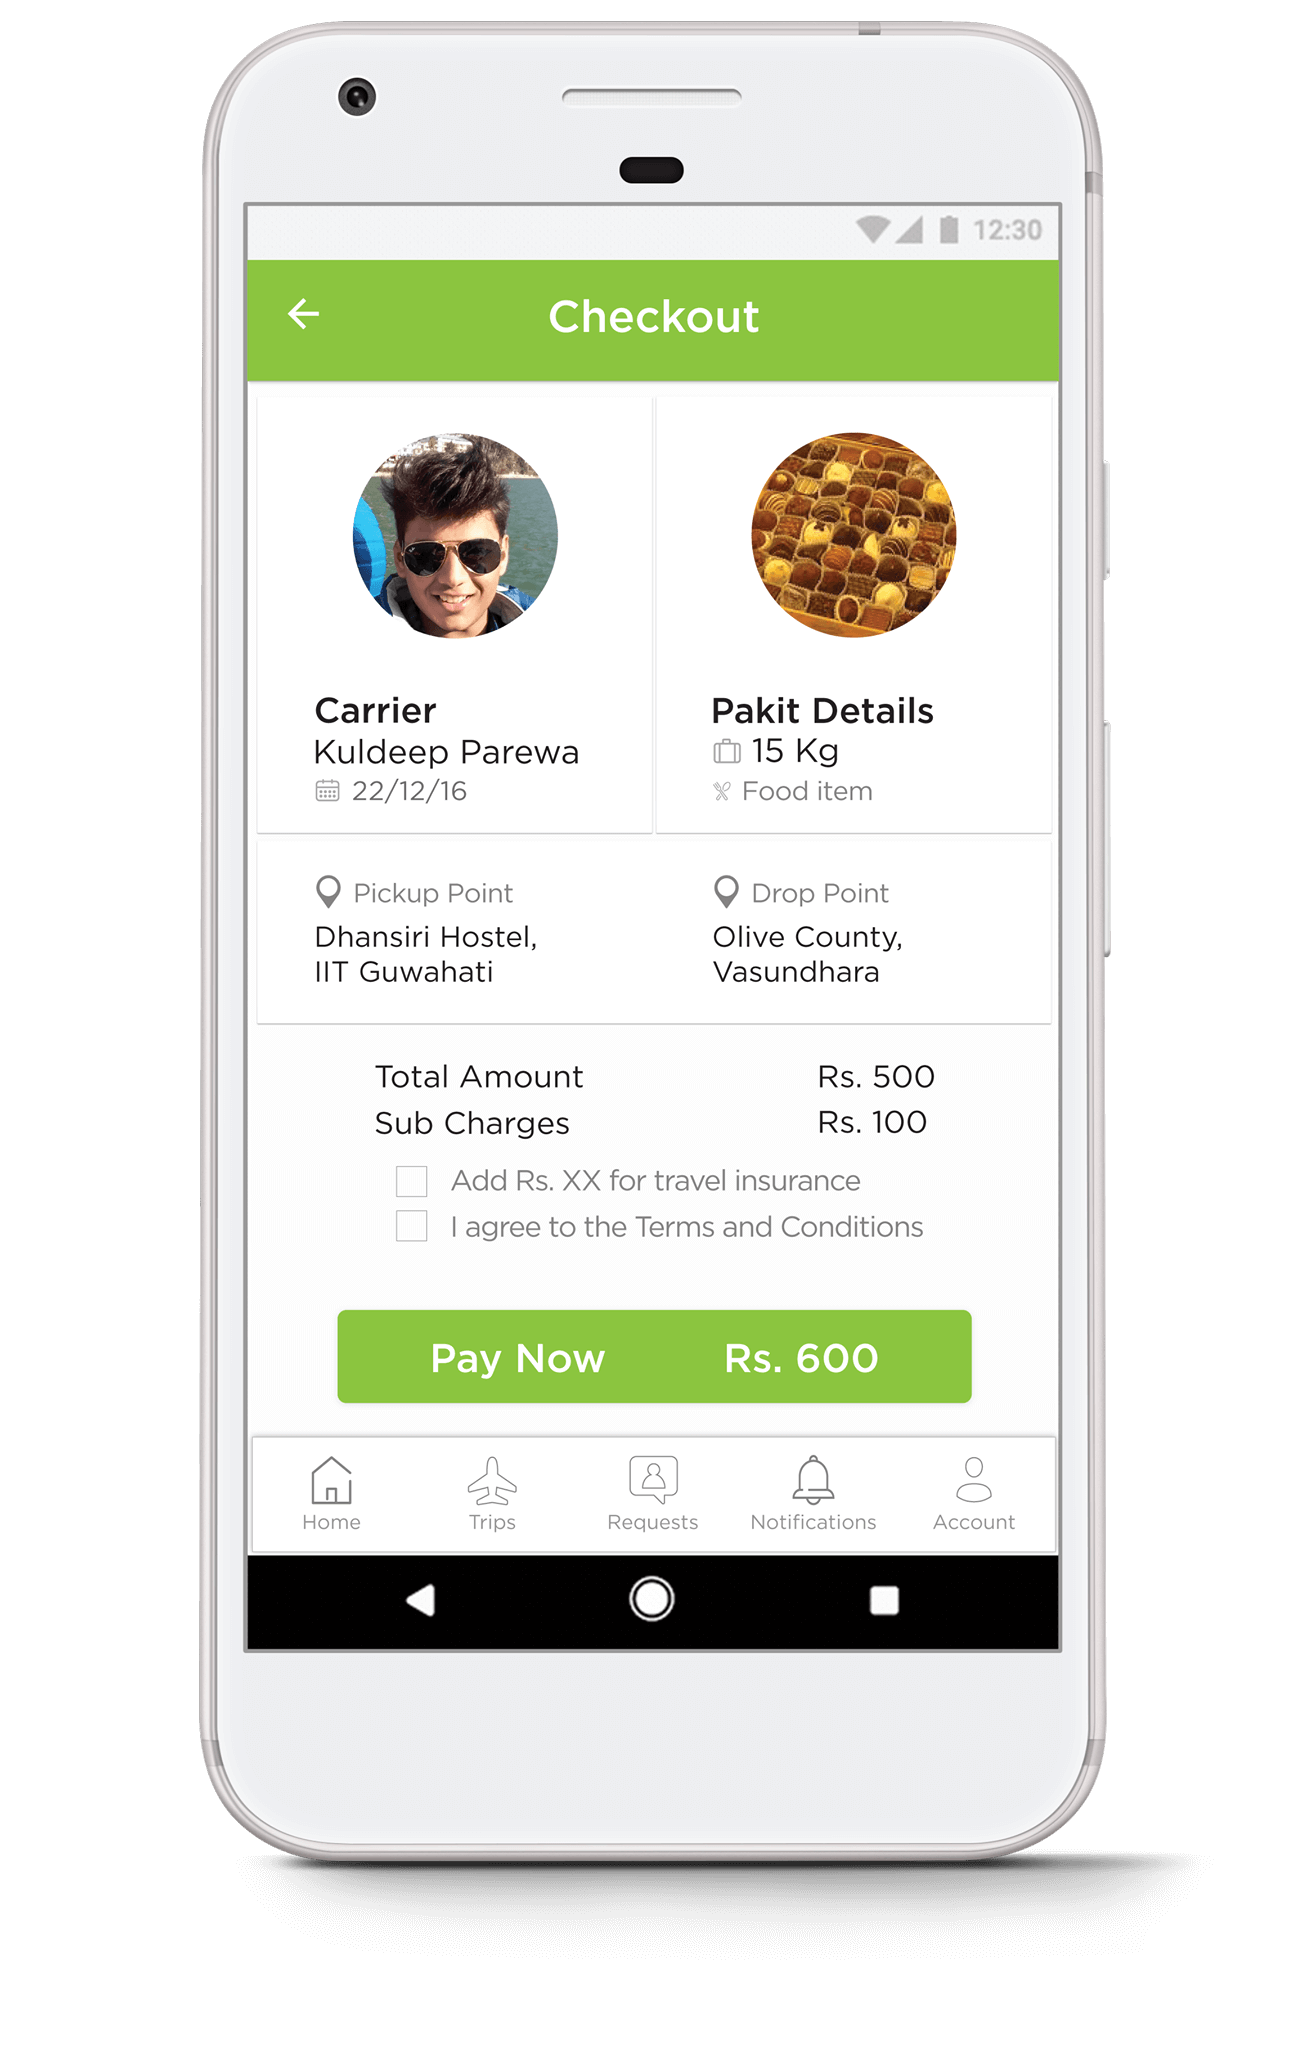 12:30
Checkout
Carrier
Kuldeep Parewa
22/12/16
Pakit Details
15 Kg
Food item
Pickup Point
Dhansiri Hostel,
IIT Guwahati
Drop Point
Olive County,
Vasundhara
Total Amount Rs. 500
Sub Charges Rs. 100
Add Rs. XX for travel insurance
I agree to the Terms and Conditions
Pay Now Rs. 600
Home Trips Requests Notifications Account